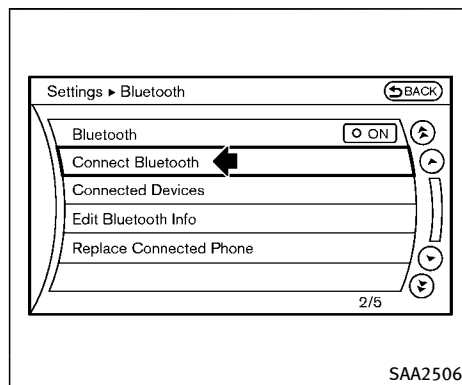 Settings ▸ Bluetooth BACK
Bluetooth ON
Connect Bluetooth
Connected Devices
Edit Bluetooth Info
Replace Connected Phone
2/5
SAA2506